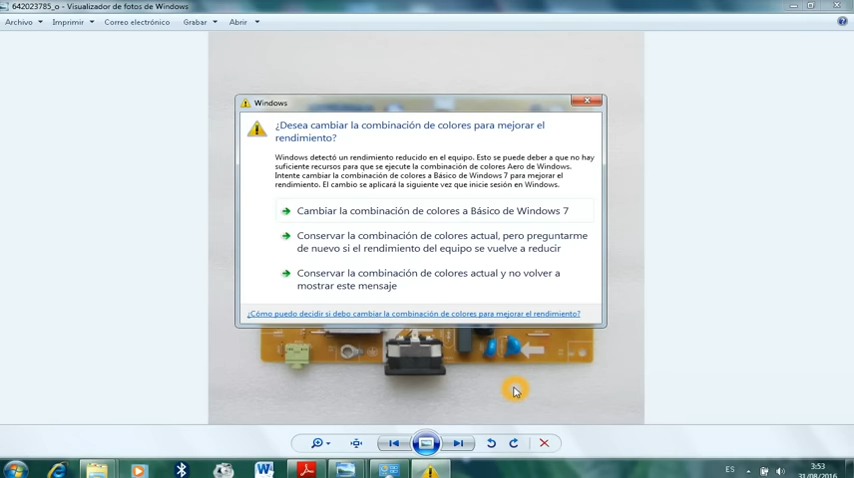 642023785_o - Visualizador de fotos de Windows
Archivo Imprimir Correo electrónico Grabar Abrir
Windows
¿Desea cambiar la combinación de colores para mejorar el
rendimiento?
Windows detectó un rendimiento reducido en el equipo. Esto se puede deber a que no hay
suficiente recursos para que se ejecute la combinación de colores Aero de Windows.
Intente cambiar la combinación de colores a Básico de Windows 7 para mejorar el
rendimiento. El cambio se aplicará la siguiente vez que inicie sesión en Windows.
Cambiar la combinación de colores a Básico de Windows 7
Conservar la combinación de colores actual, pero preguntarme
de nuevo si el rendimiento del equipo se vuelve a reducir
Conservar la combinación de colores actual y no volver a
mostrar este mensaje
¿Cómo puedo decidir si debo cambiar la combinación de colores para mejorar el rendimiento?
ES
3:53
31/08/2016